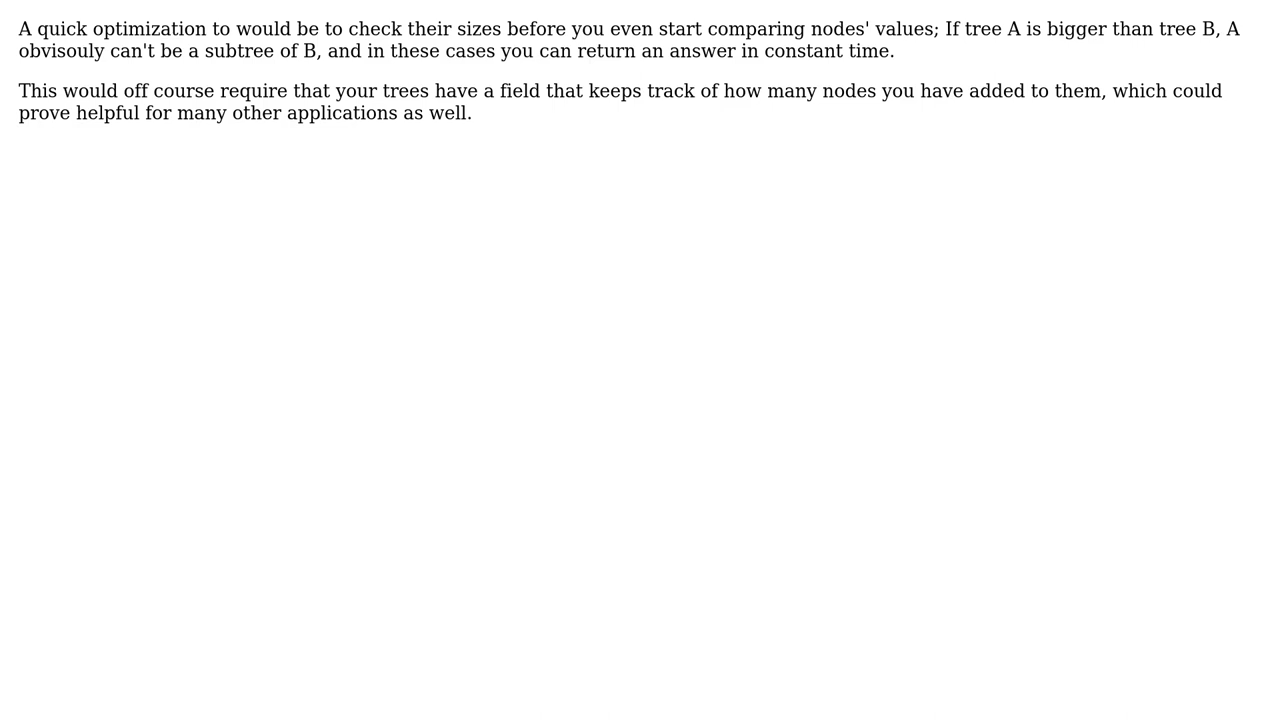 A quick optimization to would be to check their sizes before you even start comparing nodes' values; If tree A is bigger than tree B, A
obvisouly can't be a subtree of B, and in these cases you can return an answer in constant time.
This would off course require that your trees have a field that keeps track of how many nodes you have added to them, which could
prove helpful for many other applications as well.